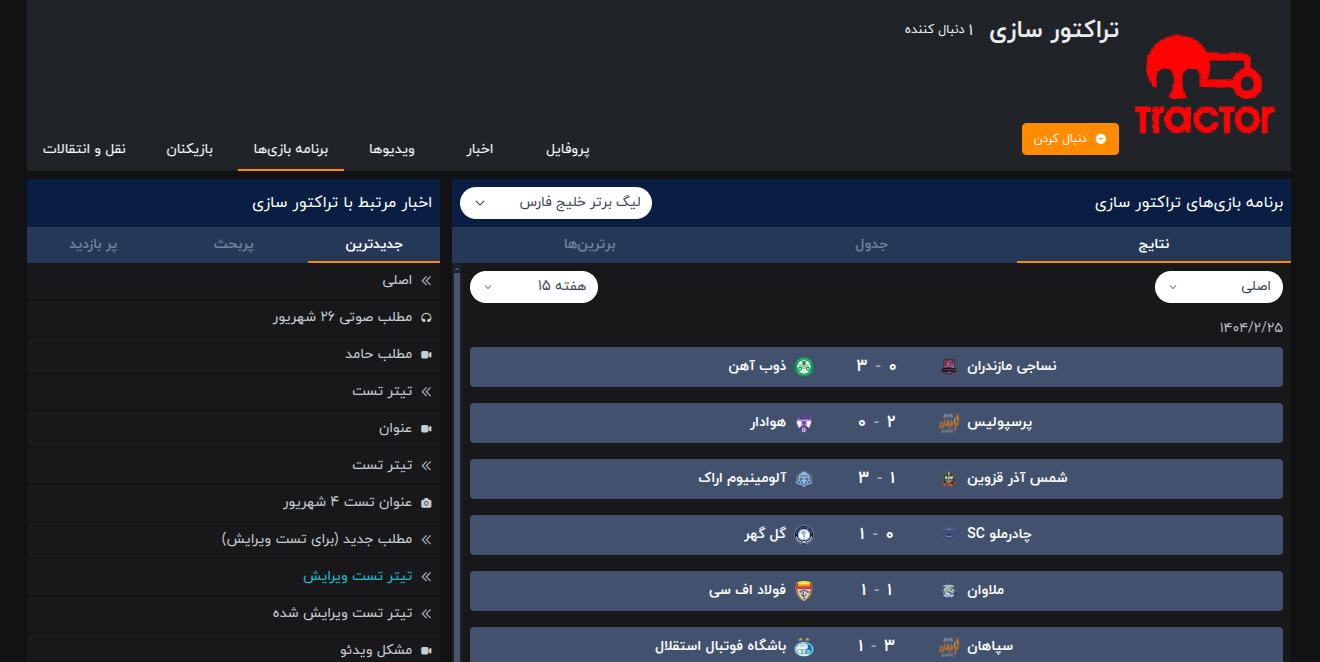 تراکتور سازی ۱ دنبال کننده
Tractor
دنبال کردن
پروفایل اخبار ویدیوها برنامه بازی‌ها بازیکنان نقل و انتقالات
برنامه بازی‌های تراکتور سازی
لیگ برتر خلیج فارس
نتایج جدول برترین‌ها
اصلی
هفته ۱۵
۱۴۰۴/۲/۲۵
نساجی مازندران ۰ - ۳ ذوب آهن
پرسپولیس ۲ - ۰ هوادار
شمس آذر قزوین ۱ - ۳ آلومینیوم اراک
چادرملو SC ۰ - ۱ گل گهر
ملاوان ۱ - ۱ فولاد اف سی
سپاهان ۳ - ۱ باشگاه فوتبال استقلال
اخبار مرتبط با تراکتور سازی
جدیدترین پربحث پر بازدید
اصلی
مطلب صوتی ۲۶ شهریور
مطلب حامد
تیتر تست
عنوان
تیتر تست
عنوان تست ۴ شهریور
مطلب جدید (برای تست ویرایش)
تیتر تست ویرایش
تیتر تست ویرایش شده
مشکل ویدئو